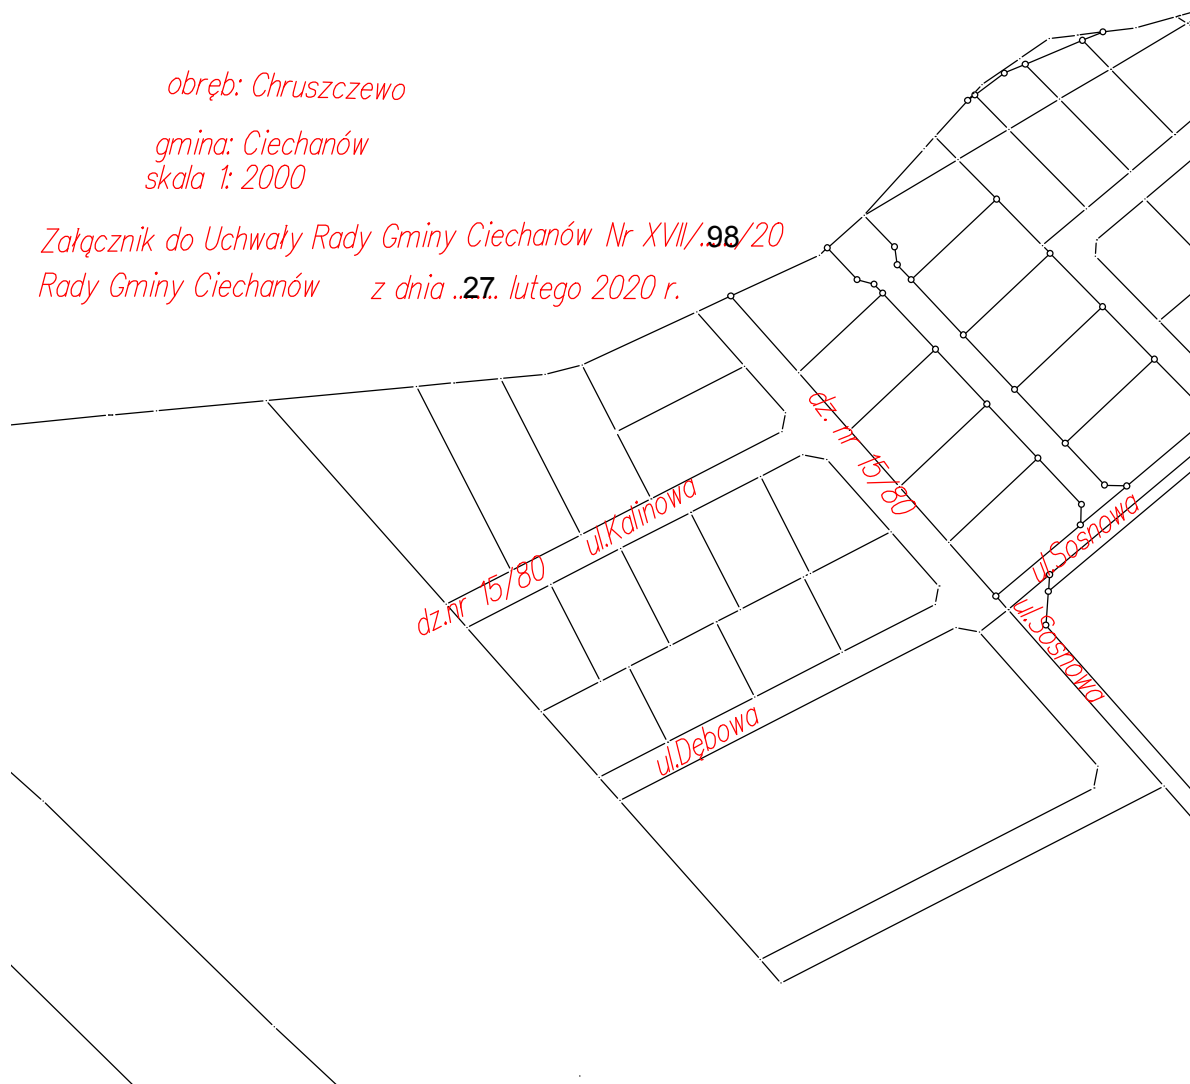 obręb: Chruszczewo
gmina: Ciechanów
skala 1: 2000
Załącznik do Uchwały Rady Gminy Ciechanów Nr XVII/.98/20
Rady Gminy Ciechanów z dnia ..27.. lutego 2020 r.
dz. nr 15/80
ul.Kalinowa
dz.nr 15/80
ul.Sosnowa
ul.Sosnowa
ul.Dębowa